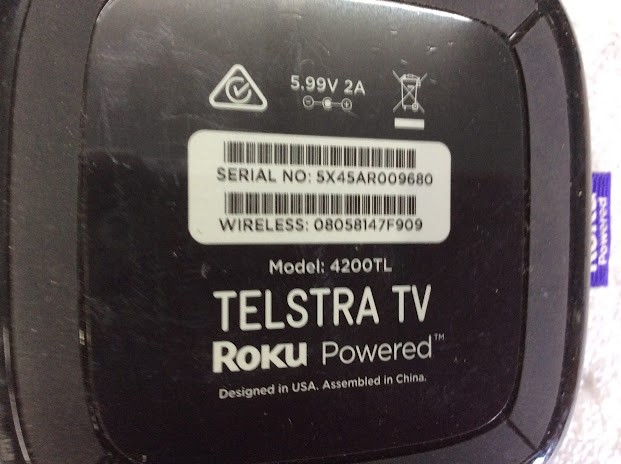 5.99V 2A
SERIAL NO: 5X45AR009680
WIRELESS: 08058147F909
Model: 4200TL
TELSTRA TV
ROKU Powered™
Designed in USA. Assembled in China.
Powered